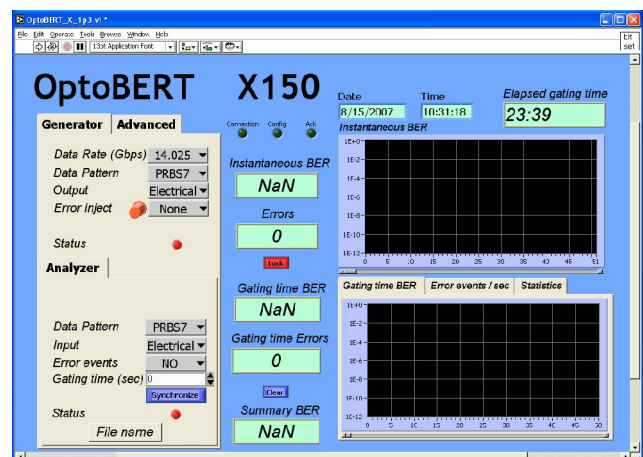 OptoBERT_X_1p3.vi *
File Edit Operate Tools Browse Window Help
13pt Application Font
bit
set
OptoBERT X150
Date
Time
Elapsed gating time
8/15/2007
10:31:18
23:39
Generator
Advanced
Connection
Config
Ack
Instantaneous BER
Data Rate (Gbps) 14.025
Data Pattern PRBS7
Output Electrical
Error inject None
Status
Instantaneous BER
NaN
Errors
0
Lock
1E+0
1E-2
1E-4
1E-6
1E-8
1E-10
1E-12
0 5 10 15 20 25 30 35 40 45 51
Analyzer
Data Pattern PRBS7
Input Electrical
Error events NO
Gating time (sec) 0
Synchronize
Status
File name
Gating time BER
NaN
Gating time Errors
0
Clear
Summary BER
NaN
Gating time BER
Error events / sec
Statistics
1E+0
1E-2
1E-4
1E-6
1E-8
1E-10
1E-12
0 5 10 15 20 25 30 35 40 45 50